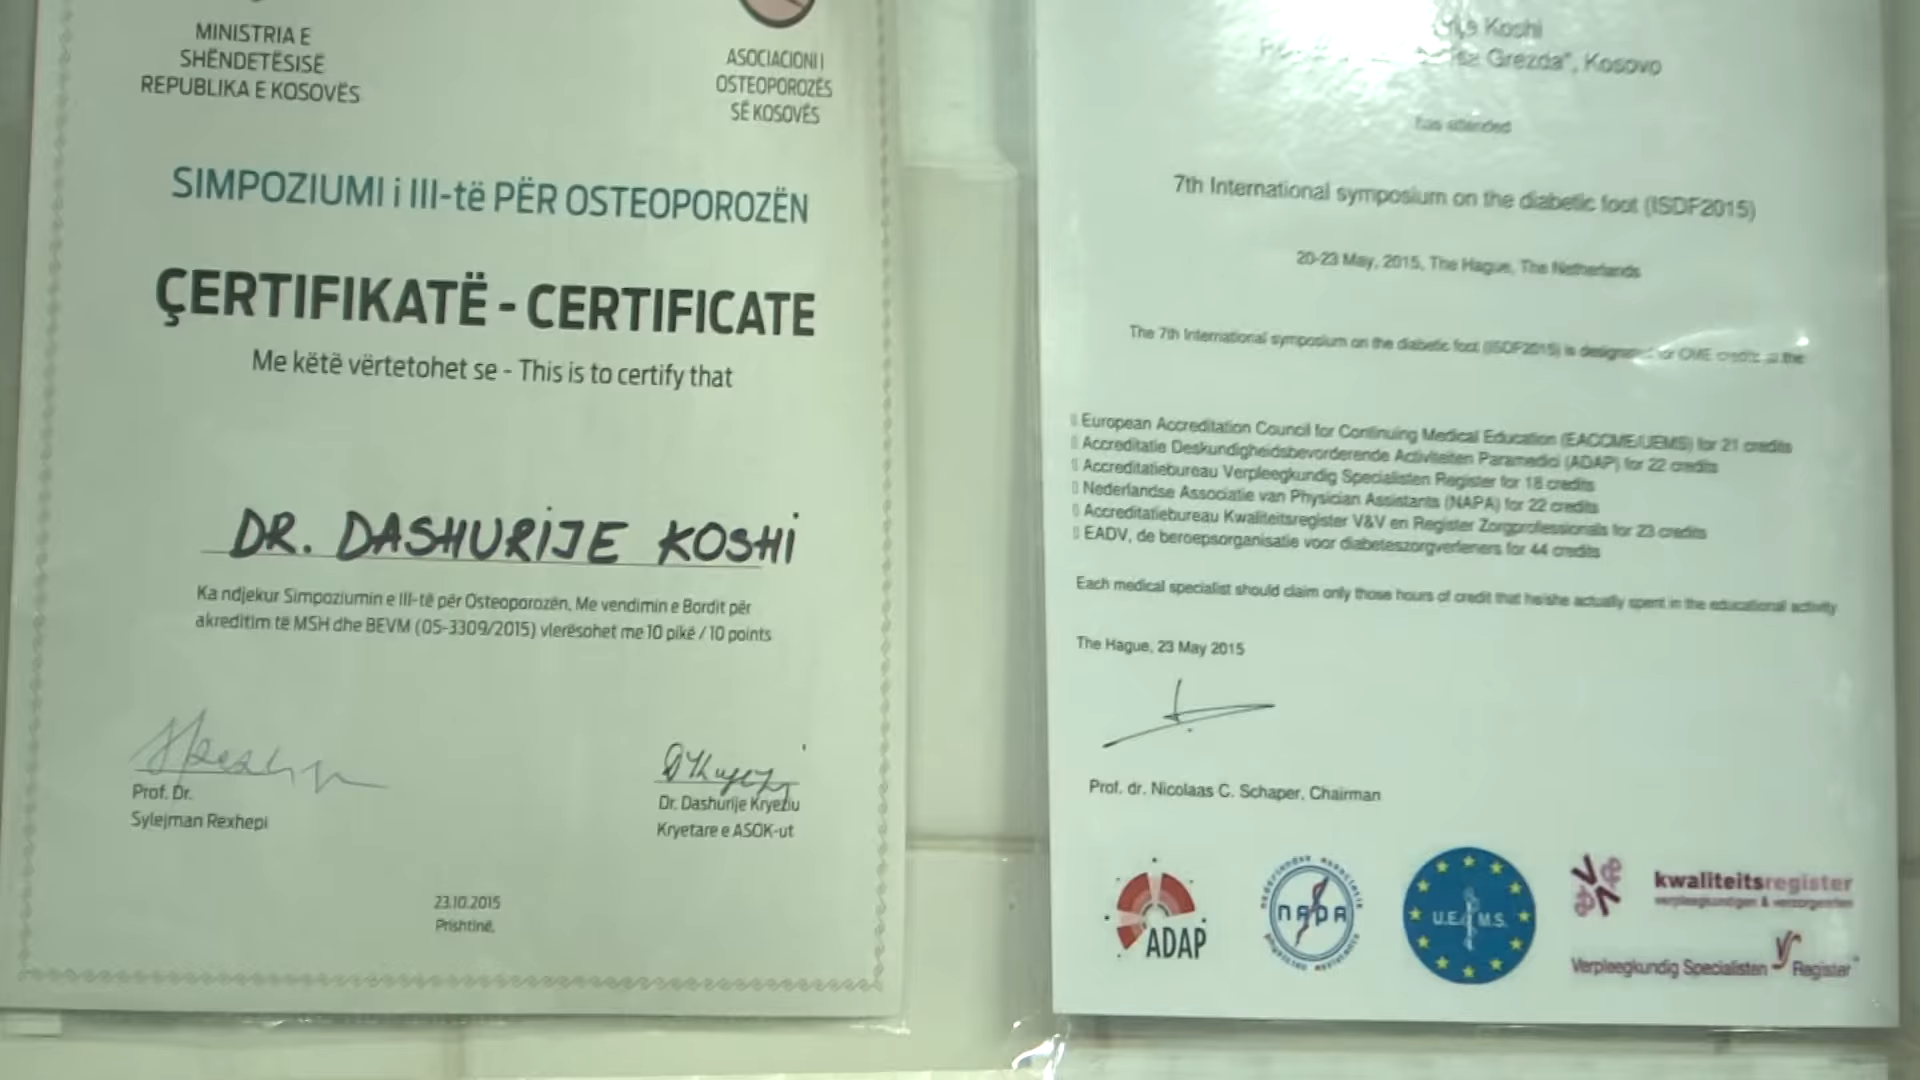 MINISTRIA E
SHËNDETËSISË
REPUBLIKA E KOSOVËS
ASOCIACIONI I
OSTEOPOROZËS
SË KOSOVËS
SIMPOZIUMI i III-të PËR OSTEOPOROZËN
ÇERTIFIKATË - CERTIFICATE
Me këtë vërtetohet se - This is to certify that
DR. DASHURIJE KOSHI
Ka ndjekur Simpoziumin e III-të për Osteoporozën, Me vendimin e Bordit për
akreditim të MSH dhe BEVM (05-3309/2015) vlerësohet me 10 pikë / 10 points
Prof. Dr.
Sylejman Rexhepi
Dr. Dashurije Kryeziu
Kryetare e ASOK-ut
23.10.2015
Prishtinë,
Koshi
Grezda", Kosovo
has attended
7th International symposium on the diabetic foot (ISDF2015)
20-23 May, 2015, The Hague, The Netherlands
The 7th International symposium on the diabetic foot (ISDF2015) is designated for CME credits at the
European Accreditation Council for Continuing Medical Education (EACCME/UEMS) for 21 credits
Accreditatie Deskundigheidsbevorderende Activiteiten Paramedici (ADAP) for 22 credits
Accreditatiebureau Verpleegkundig Specialisten Register for 18 credits
Nederlandse Associatie van Physician Assistants (NAPA) for 22 credits
Accreditatiebureau Kwaliteitsregister V&V en Register Zorgprofessionals for 23 credits
EADV, de beroepsorganisatie voor diabeteszorgverleners for 44 credits
Each medical specialist should claim only those hours of credit that he/she actually spent in the educational activity
The Hague, 23 May 2015
Prof. dr. Nicolaas C. Schaper, Chairman
ADAP
nederlandse associatie
NAPA
physician assistants
U.E.M.S.
kwaliteitsregister
verpleegkundigen & verzorgenden
Verpleegkundig Specialisten Register